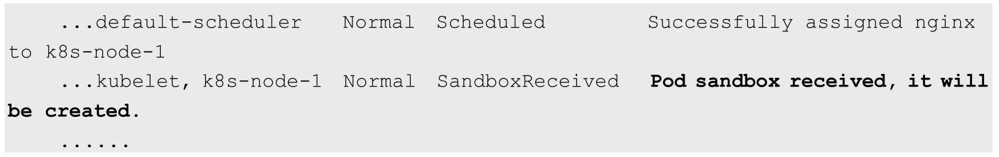 ...default-scheduler Normal Scheduled Successfully assigned nginx
to k8s-node-1
...kubelet, k8s-node-1 Normal SandboxReceived Pod sandbox received, it will
be created.
......